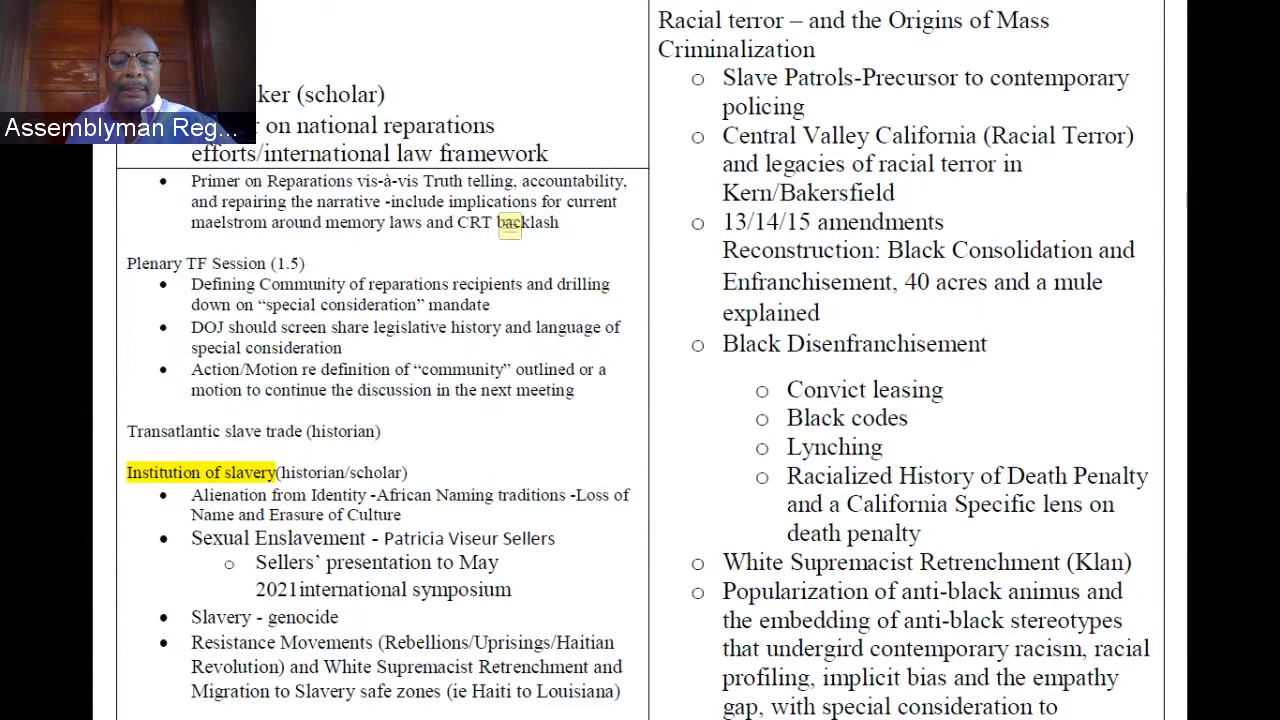 Assemblyman Reg...
ker (scholar)
on national reparations
efforts/international law framework
• Primer on Reparations vis-à-vis Truth telling, accountability,
and repairing the narrative -include implications for current
maelstrom around memory laws and CRT backlash
Plenary TF Session (1.5)
• Defining Community of reparations recipients and drilling
down on “special consideration” mandate
• DOJ should screen share legislative history and language of
special consideration
• Action/Motion re definition of “community” outlined or a
motion to continue the discussion in the next meeting
Transatlantic slave trade (historian)
Institution of slavery(historian/scholar)
• Alienation from Identity -African Naming traditions -Loss of
Name and Erasure of Culture
• Sexual Enslavement - Patricia Viseur Sellers
o Sellers’ presentation to May
2021international symposium
• Slavery - genocide
• Resistance Movements (Rebellions/Uprisings/Haitian
Revolution) and White Supremacist Retrenchment and
Migration to Slavery safe zones (ie Haiti to Louisiana)
Racial terror – and the Origins of Mass
Criminalization
o Slave Patrols-Precursor to contemporary
policing
o Central Valley California (Racial Terror)
and legacies of racial terror in
Kern/Bakersfield
o 13/14/15 amendments
Reconstruction: Black Consolidation and
Enfranchisement, 40 acres and a mule
explained
o Black Disenfranchisement
o Convict leasing
o Black codes
o Lynching
o Racialized History of Death Penalty
and a California Specific lens on
death penalty
o White Supremacist Retrenchment (Klan)
o Popularization of anti-black animus and
the embedding of anti-black stereotypes
that undergird contemporary racism, racial
profiling, implicit bias and the empathy
gap, with special consideration to